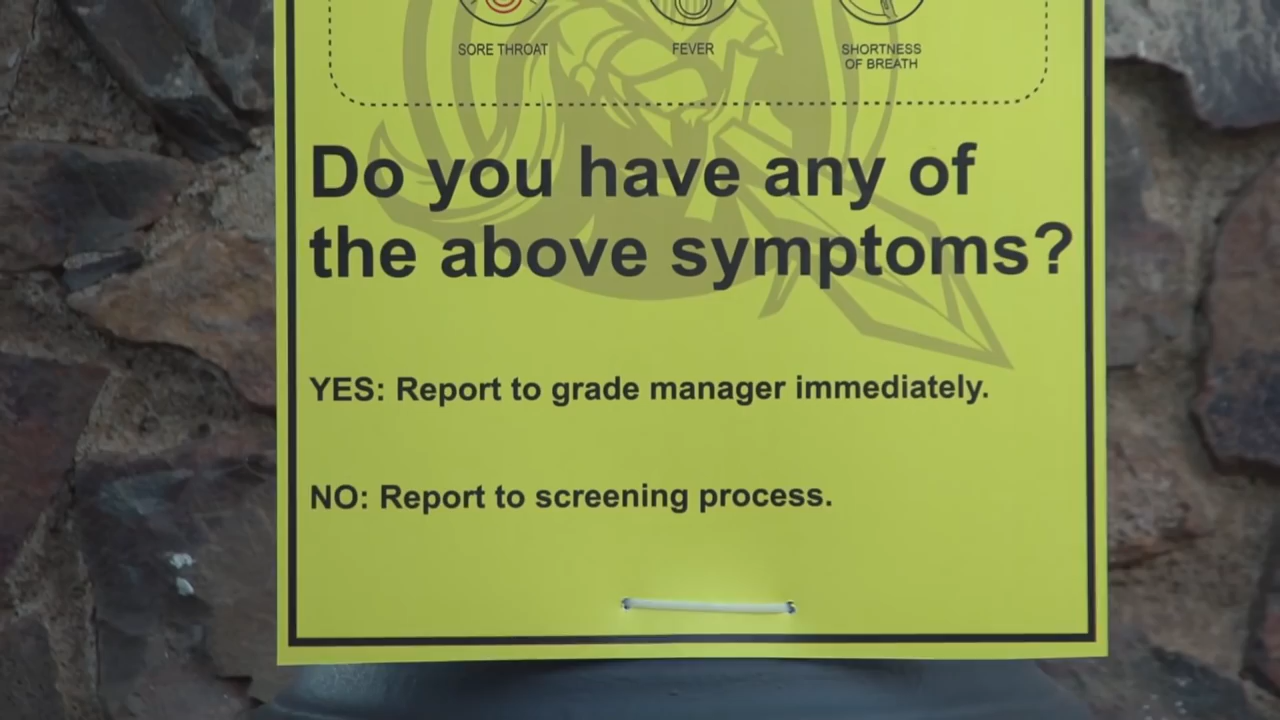 SORE THROAT
FEVER
SHORTNESS
OF BREATH
Do you have any of
the above symptoms?
YES: Report to grade manager immediately.
NO: Report to screening process.